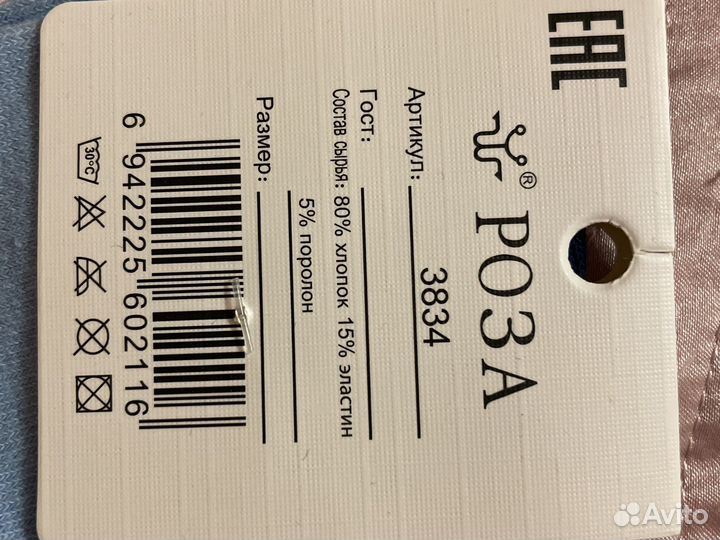 EAC
®
РОЗА
Артикул: 3834
Гост:
Состав сырья: 80% хлопок 15% эластин
5% поролон
Размер:
6 942225 602116
30°C
Avito